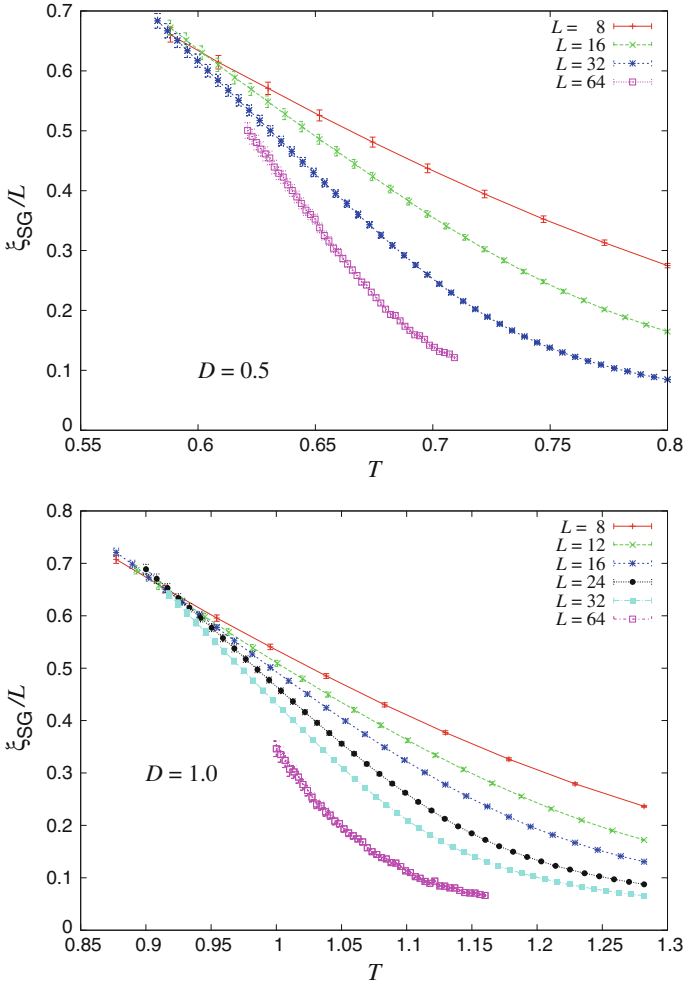 0.7
0.6
0.5
0.4
0.3
0.2
0.1
0
ξSG/L
L = 8
L = 16
L = 32
L = 64
D = 0.5
0.55 0.6 0.65 0.7 0.75 0.8
T
0.8
0.7
0.6
0.5
0.4
0.3
0.2
0.1
0
ξSG/L
L = 8
L = 12
L = 16
L = 24
L = 32
L = 64
D = 1.0
0.85 0.9 0.95 1 1.05 1.1 1.15 1.2 1.25 1.3
T